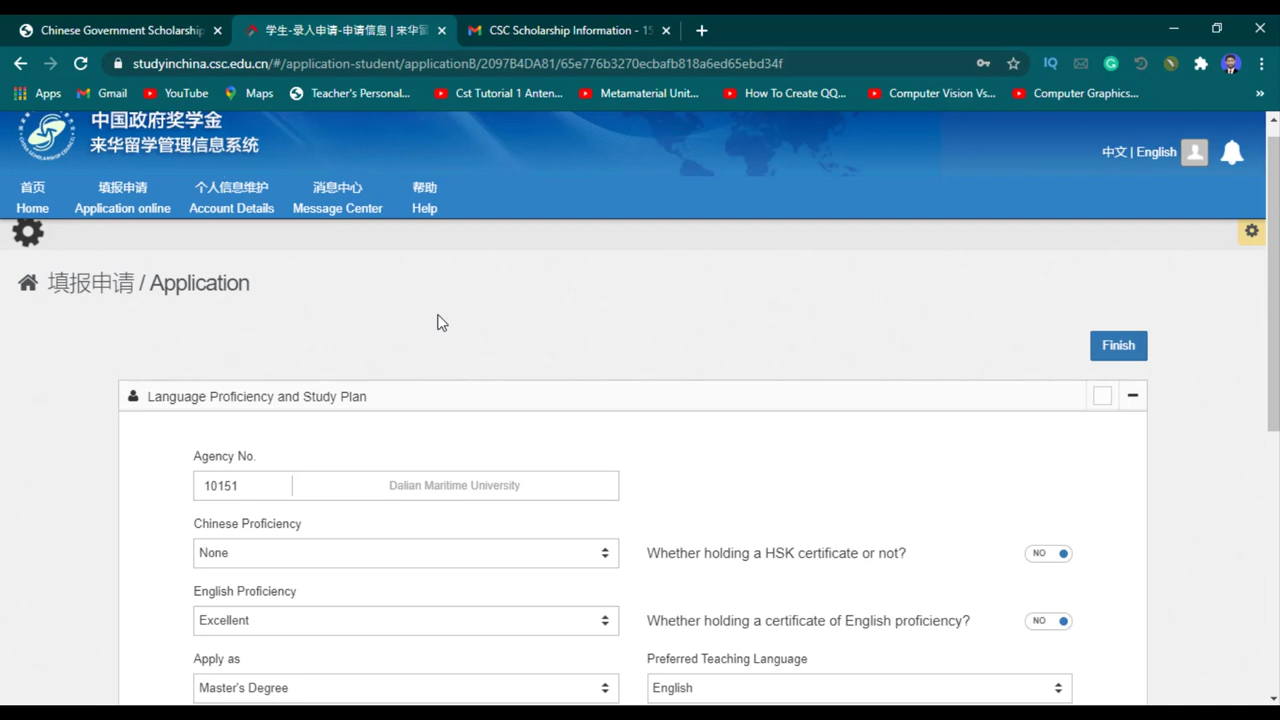 Chinese Government Scholarship
学生-录入申请-申请信息 | 来华留
CSC Scholarship Information - 15
studyinchina.csc.edu.cn/#/application-student/applicationB/2097B4DA81/65e776b3270ecbafb818a6ed65ebd34f
IQ
Apps Gmail YouTube Maps Teacher's Personal... Cst Tutorial 1 Anten... Metamaterial Unit... How To Create QQ... Computer Vision Vs... Computer Graphics... »
中国政府奖学金
来华留学管理信息系统
中文 | English
首页 填报申请 个人信息维护 消息中心 帮助
Home Application online Account Details Message Center Help
填报申请 / Application
Finish
Language Proficiency and Study Plan
Agency No.
10151 Dalian Maritime University
Chinese Proficiency
None Whether holding a HSK certificate or not? NO
English Proficiency
Excellent Whether holding a certificate of English proficiency? NO
Apply as Preferred Teaching Language
Master's Degree English